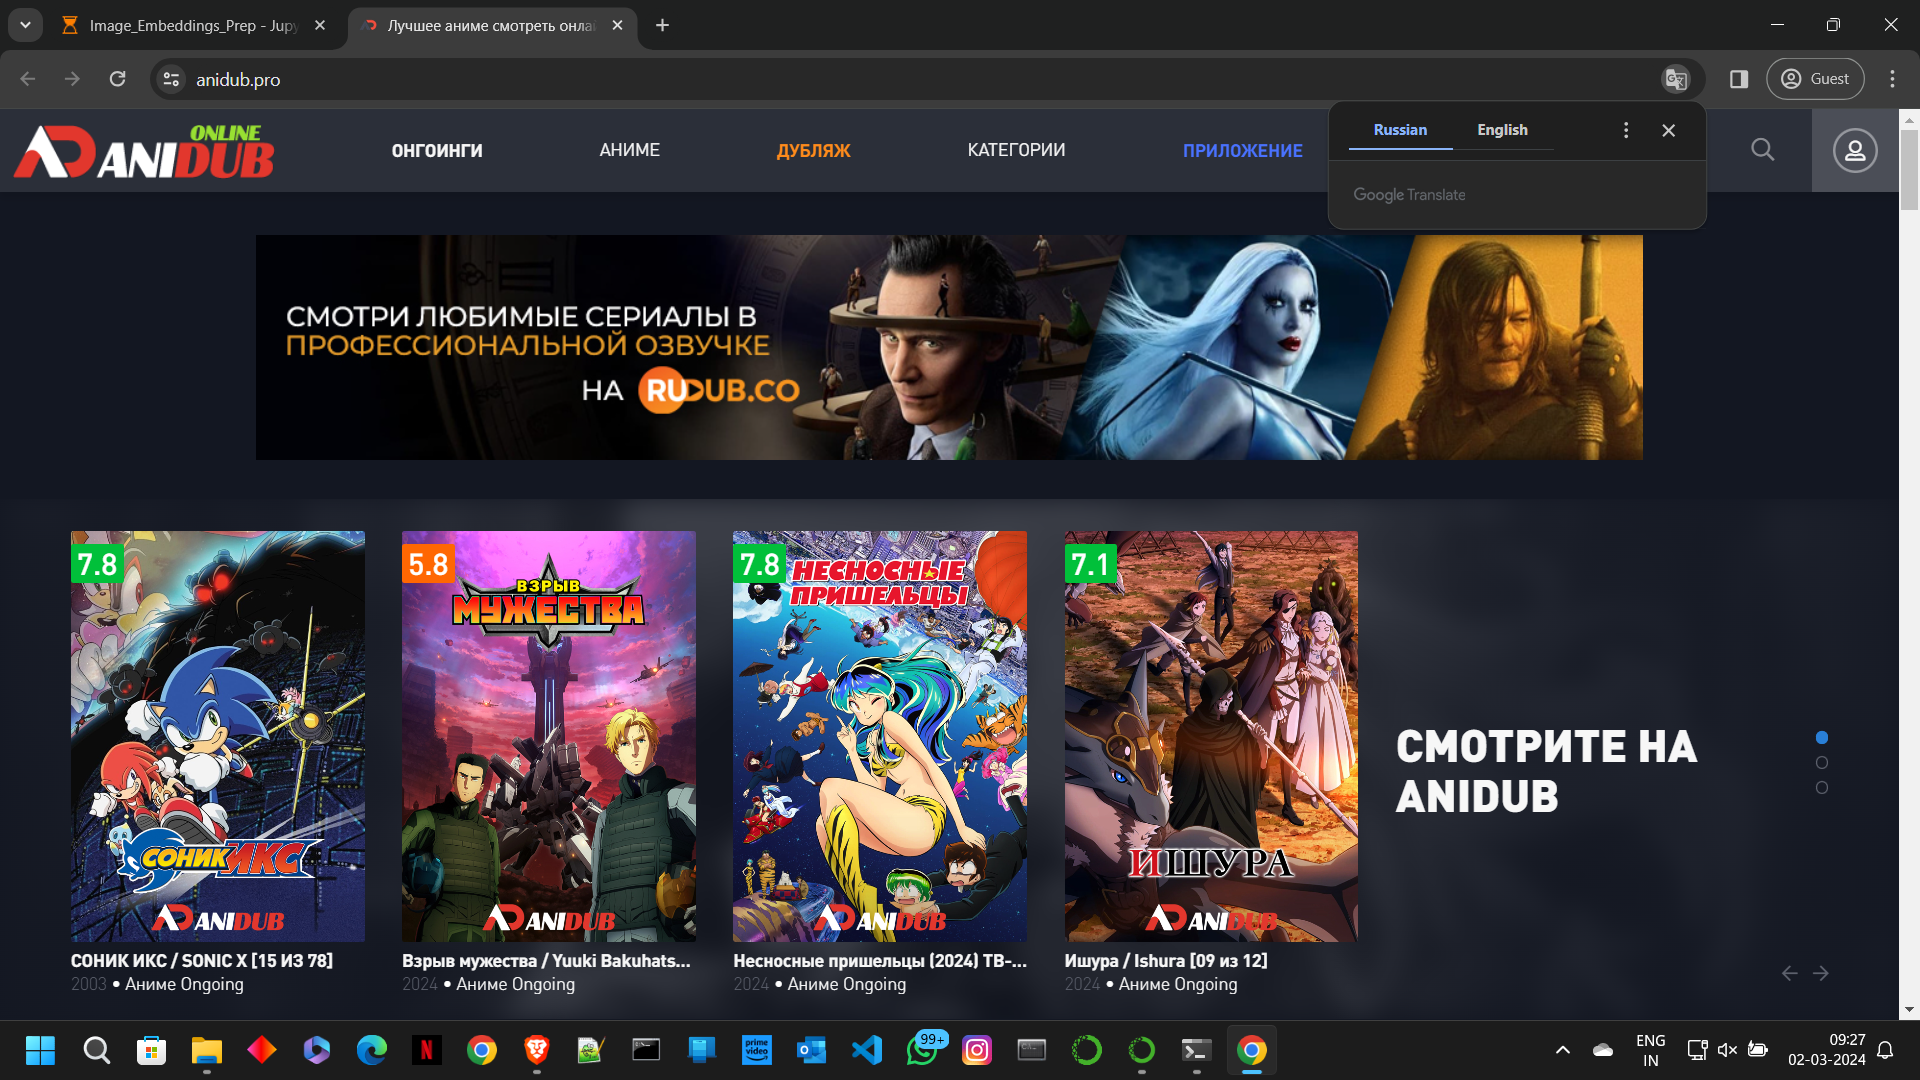 Image_Embeddings_Prep - Jupy
Лучшее аниме смотреть онла
anidub.pro
Guest
Russian
English
Google Translate
ONLINE
ANIDUB
ОНГОИНГИ
АНИМЕ
ДУБЛЯЖ
КАТЕГОРИИ
ПРИЛОЖЕНИЕ
СМОТРИ ЛЮБИМЫЕ СЕРИАЛЫ В
ПРОФЕССИОНАЛЬНОЙ ОЗВУЧКЕ
НА RUDUB.CO
7.8
СОНИК ИКС
ANIDUB
СОНИК ИКС / SONIC X [15 ИЗ 78]
2003 • Аниме Ongoing
5.8
ВЗРЫВ
МУЖЕСТВА
ANIDUB
Взрыв мужества / Yuuki Bakuhats...
2024 • Аниме Ongoing
7.8
НЕСНОСНЫЕ
ПРИШЕЛЬЦЫ
ANIDUB
Несносные пришельцы (2024) ТВ-...
2024 • Аниме Ongoing
7.1
ИШУРА
ANIDUB
Ишура / Ishura [09 из 12]
2024 • Аниме Ongoing
СМОТРИТЕ НА
ANIDUB
prime
video
99+
ENG
IN
09:27
02-03-2024